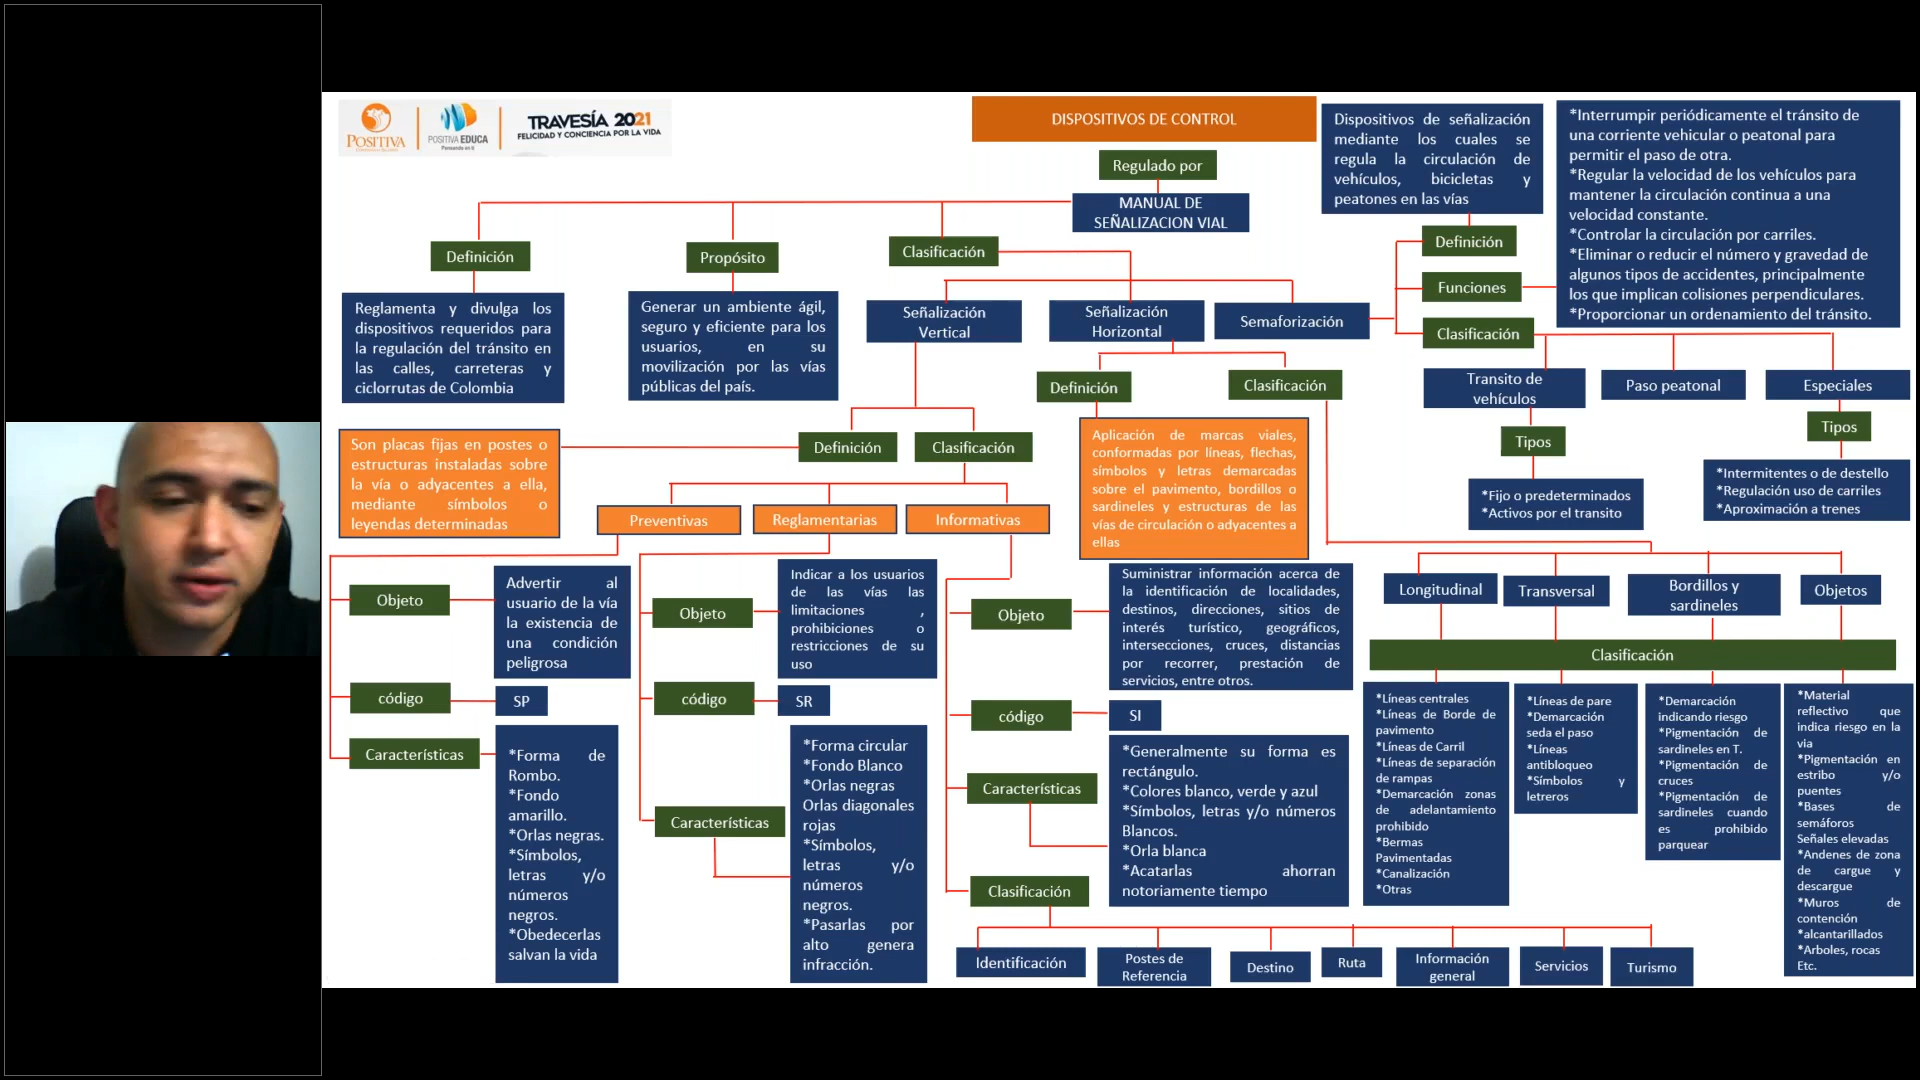 POSITIVA
POSITIVA EDUCA
Pensando en ti
TRAVESÍA 2021
FELICIDAD Y CONCIENCIA POR LA VIDA
DISPOSITIVOS DE CONTROL
Regulado por
MANUAL DE
SEÑALIZACION VIAL
Definición
Reglamenta y divulga los
dispositivos requeridos para
la regulación del tránsito en
las calles, carreteras y
ciclorrutas de Colombia
Propósito
Generar un ambiente ágil,
seguro y eficiente para los
usuarios, en su
movilización por las vías
públicas del país.
Clasificación
Señalización
Vertical
Señalización
Horizontal
Semaforización
Dispositivos de señalización
mediante los cuales se
regula la circulación de
vehículos, bicicletas y
peatones en las vías
Definición
Funciones
Clasificación
*Interrumpir periódicamente el tránsito de
una corriente vehicular o peatonal para
permitir el paso de otra.
*Regular la velocidad de los vehículos para
mantener la circulación continua a una
velocidad constante.
*Controlar la circulación por carriles.
*Eliminar o reducir el número y gravedad de
algunos tipos de accidentes, principalmente
los que implican colisiones perpendiculares.
*Proporcionar un ordenamiento del tránsito.
Transito de
vehículos
Paso peatonal
Especiales
Tipos
*Fijo o predeterminados
*Activos por el transito
Tipos
*Intermitentes o de destello
*Regulación uso de carriles
*Aproximación a trenes
Definición
Clasificación
Aplicación de marcas viales,
conformadas por líneas, flechas,
símbolos y letras demarcadas
sobre el pavimento, bordillos o
sardineles y estructuras de las
vías de circulación o adyacentes a
ellas
Son placas fijas en postes o
estructuras instaladas sobre
la vía o adyacentes a ella,
mediante símbolos o
leyendas determinadas
Definición
Clasificación
Preventivas
Reglamentarias
Informativas
Objeto
Advertir al
usuario de la vía
la existencia de
una condición
peligrosa
código
SP
Características
*Forma de
Rombo.
*Fondo
amarillo.
*Orlas negras.
*Símbolos,
letras y/o
números
negros.
*Obedecerlas
salvan la vida
Objeto
Indicar a los usuarios
de las vías las
limitaciones ,
prohibiciones o
restricciones de su
uso
código
SR
Características
*Forma circular
*Fondo Blanco
*Orlas negras
Orlas diagonales
rojas
*Símbolos,
letras y/o
números
negros.
*Pasarlas por
alto genera
infracción.
Objeto
Suministrar información acerca de
la identificación de localidades,
destinos, direcciones, sitios de
interés turístico, geográficos,
intersecciones, cruces, distancias
por recorrer, prestación de
servicios, entre otros.
código
SI
Características
*Generalmente su forma es
rectángulo.
*Colores blanco, verde y azul
*Símbolos, letras y/o números
Blancos.
*Orla blanca
*Acatarlas ahorran
notoriamente tiempo
Clasificación
Identificación
Postes de
Referencia
Destino
Ruta
Información
general
Servicios
Turismo
Longitudinal
Transversal
Bordillos y
sardineles
Objetos
Clasificación
*Líneas centrales
*Líneas de Borde de
pavimento
*Líneas de Carril
*Líneas de separación
de rampas
*Demarcación zonas
de adelantamiento
prohibido
*Bermas
Pavimentadas
*Canalización
*Otras
*Líneas de pare
*Demarcación
seda el paso
*Líneas
antibloqueo
*Símbolos y
letreros
*Demarcación
indicando riesgo
*Pigmentación de
sardineles en T.
*Pigmentación de
cruces
*Pigmentación de
sardineles cuando
es prohibido
parquear
*Material
reflectivo que
indica riesgo en la
via
*Pigmentación en
estribo y/o
puentes
*Bases de
semáforos
Señales elevadas
*Andenes de zona
de cargue y
descargue
*Muros de
contención
*alcantarillados
*Arboles, rocas
Etc.